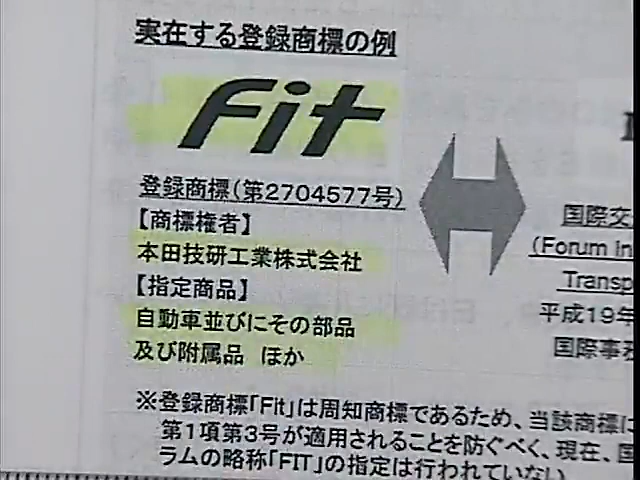 実在する登録商標の例
Fit
登録商標(第2704577号)
【商標権者】
本田技研工業株式会社
【指定商品】
自動車並びにその部品
及び附属品 ほか
国際交
(Forum In
Transp
平成19年
国際事務
※登録商標「Fit」は周知商標であるため、当該商標に
第1項第3号が適用されることを防ぐべく、現在、国
ラムの略称「FIT」の指定は行われていない